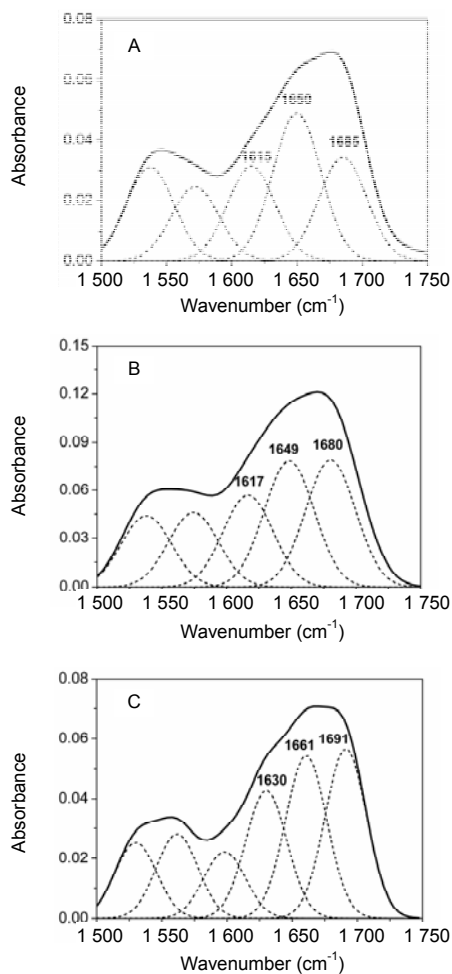 A
0.08
0.06
0.04
0.02
0.00
Absorbance
1615
1650
1685
1 500 1 550 1 600 1 650 1 700 1 750
Wavenumber (cm-1)
B
0.15
0.12
0.09
0.06
0.03
0.00
Absorbance
1617
1649
1680
1 500 1 550 1 600 1 650 1 700 1 750
Wavenumber (cm-1)
C
0.08
0.06
0.04
0.02
0.00
Absorbance
1630
1661
1691
1 500 1 550 1 600 1 650 1 700 1 750
Wavenumber (cm-1)